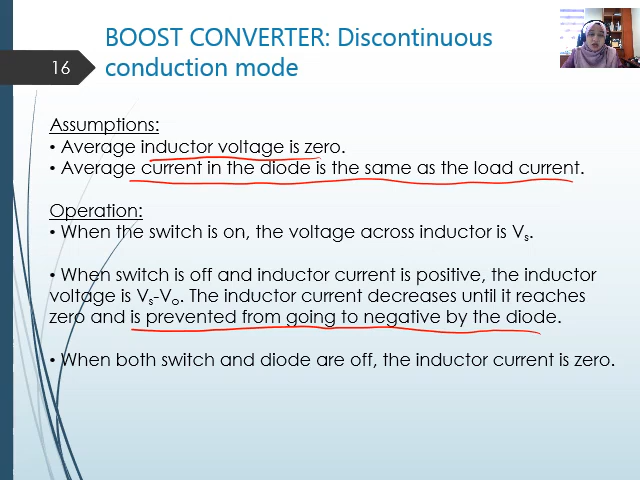 BOOST CONVERTER: Discontinuous
conduction mode
16
Assumptions:
• Average inductor voltage is zero.
• Average current in the diode is the same as the load current.
Operation:
• When the switch is on, the voltage across inductor is Vs.
• When switch is off and inductor current is positive, the inductor
voltage is Vs-Vo. The inductor current decreases until it reaches
zero and is prevented from going to negative by the diode.
• When both switch and diode are off, the inductor current is zero.